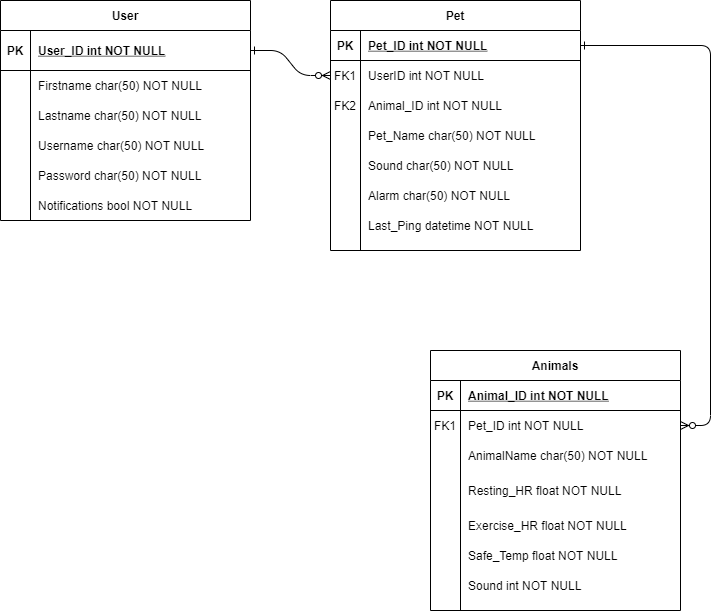 User
PK User_ID int NOT NULL
Firstname char(50) NOT NULL
Lastname char(50) NOT NULL
Username char(50) NOT NULL
Password char(50) NOT NULL
Notifications bool NOT NULL
Pet
PK Pet_ID int NOT NULL
FK1 UserID int NOT NULL
FK2 Animal_ID int NOT NULL
Pet_Name char(50) NOT NULL
Sound char(50) NOT NULL
Alarm char(50) NOT NULL
Last_Ping datetime NOT NULL
Animals
PK Animal_ID int NOT NULL
FK1 Pet_ID int NOT NULL
AnimalName char(50) NOT NULL
Resting_HR float NOT NULL
Exercise_HR float NOT NULL
Safe_Temp float NOT NULL
Sound int NOT NULL